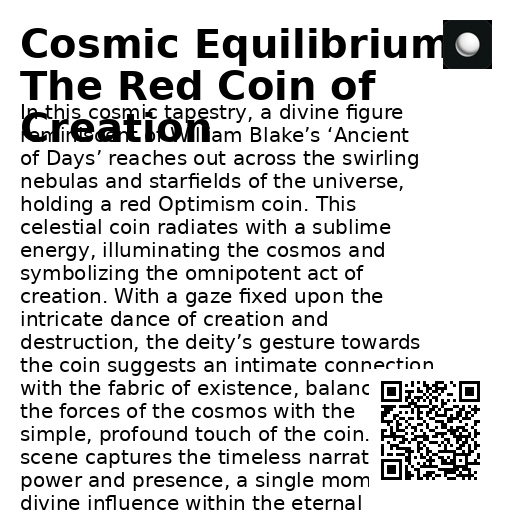 Cosmic Equilibrium
The Red Coin of
Creation
In this cosmic tapestry, a divine figure
reminiscent of William Blake’s ‘Ancient
of Days’ reaches out across the swirling
nebulas and starfields of the universe,
holding a red Optimism coin. This
celestial coin radiates with a sublime
energy, illuminating the cosmos and
symbolizing the omnipotent act of
creation. With a gaze fixed upon the
intricate dance of creation and
destruction, the deity’s gesture towards
the coin suggests an intimate connection
with the fabric of existence, balanc
the forces of the cosmos with the
simple, profound touch of the coin.
scene captures the timeless narrat
power and presence, a single mom
divine influence within the eternal